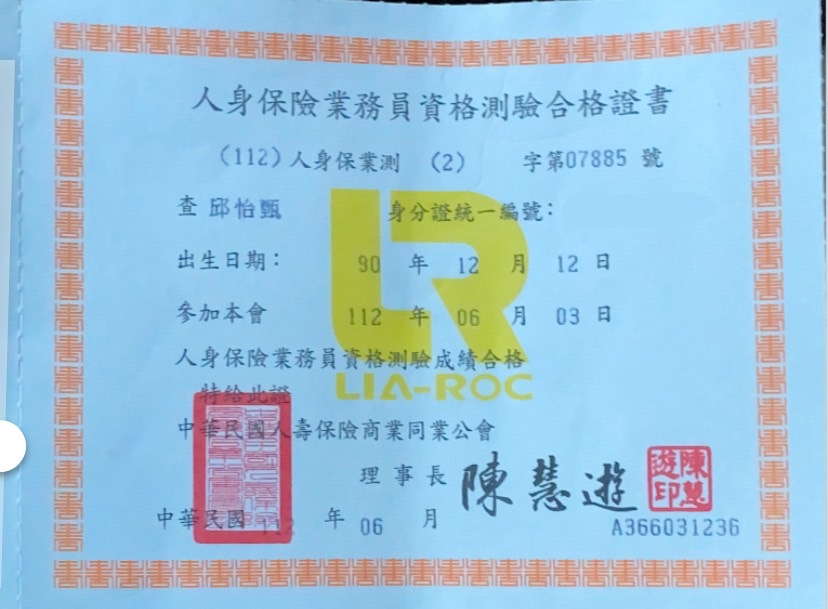 人身保險業務員資格測驗合格證書
(112)人身保業測 (2) 字第07885 號
查 邱怡甄 身分證統一編號：
出生日期： 90 年 12 月 12 日
參加本會 112 年 06 月 03 日
人身保險業務員資格測驗成績合格
特給此證
LIA-ROC
中華民國人壽保險商業同業公會
理事長 陳慧遊
陳慧遊印
中華民國 112 年 06 月
A366031236